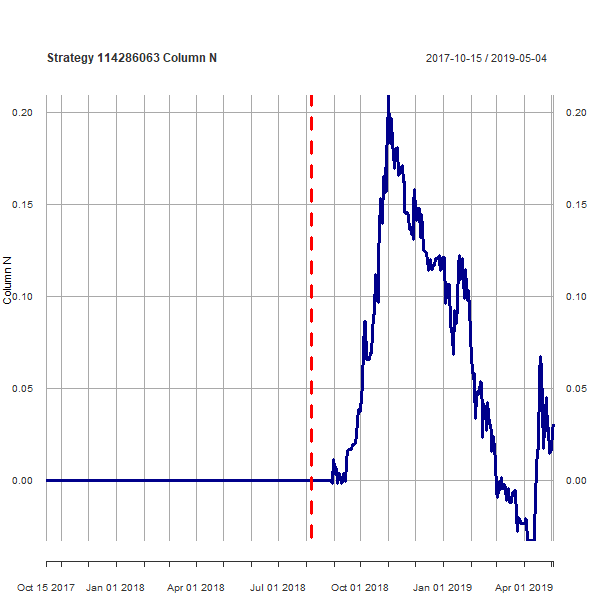 Strategy 114286063 Column N 2017-10-15 / 2019-05-04
0.20 0.20
0.15 0.15
0.10 0.10
0.05 0.05
0.00 0.00
Column N
Oct 15 2017 Jan 01 2018 Apr 01 2018 Jul 01 2018 Oct 01 2018 Jan 01 2019 Apr 01 2019